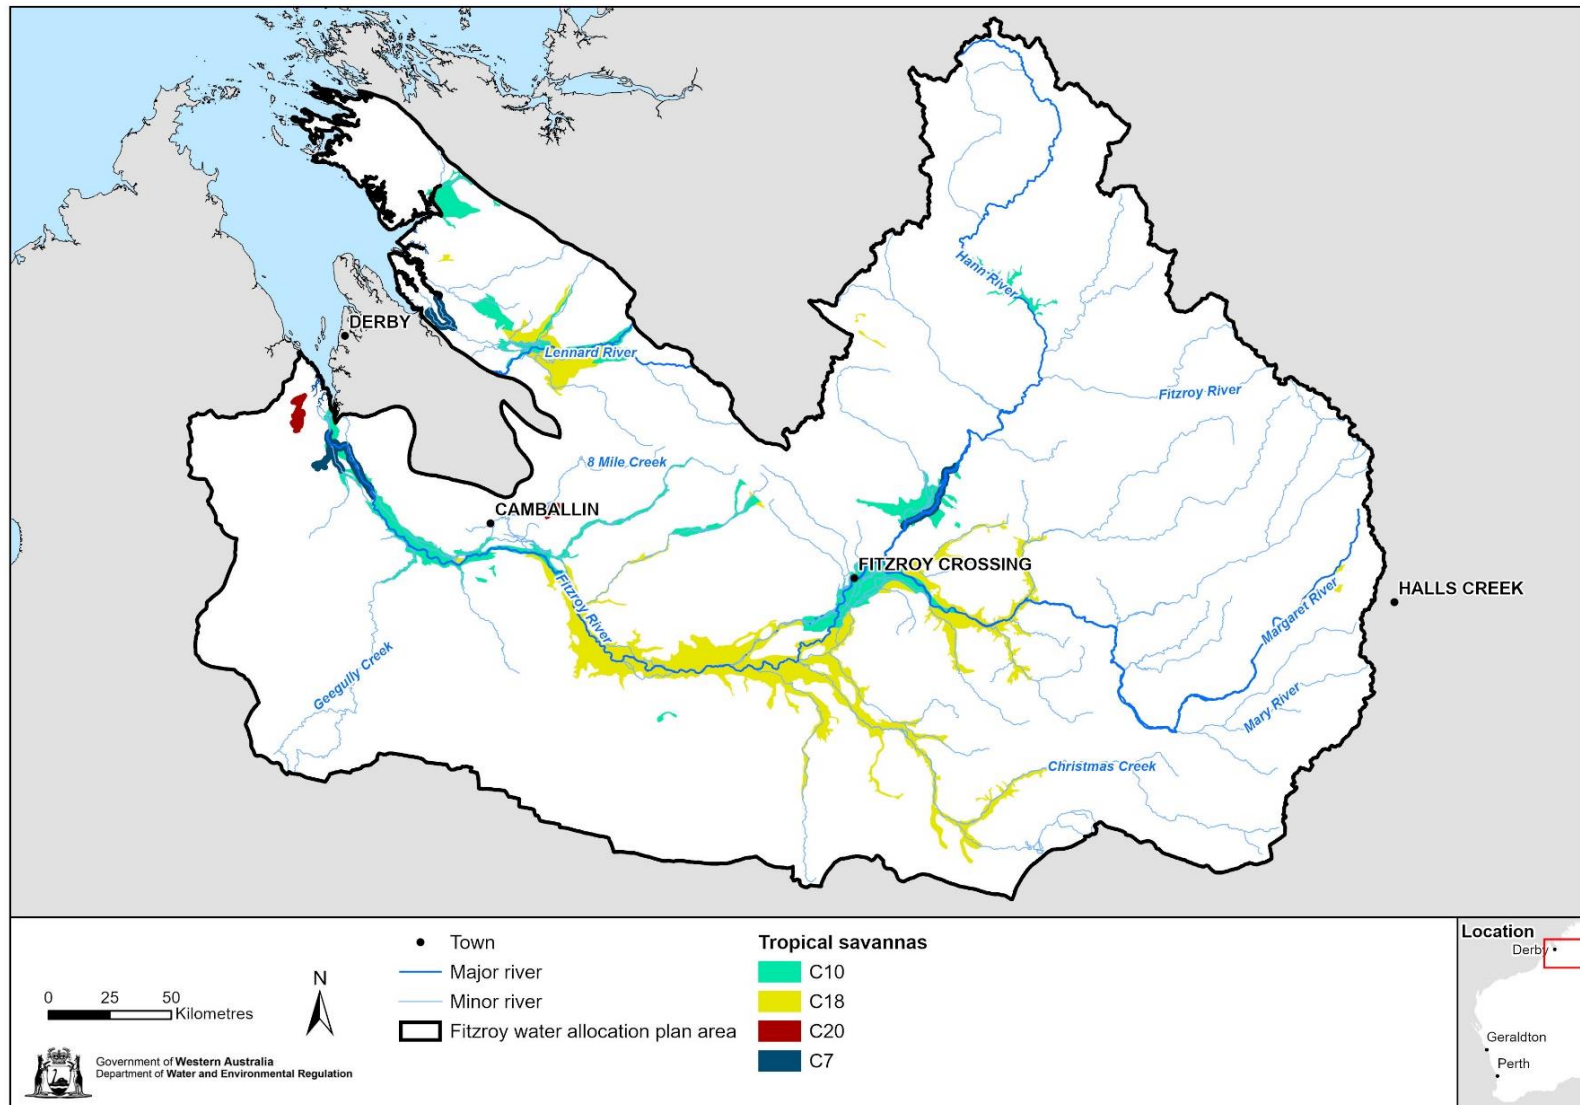 DERBY
Lennard River
Hann River
Fitzroy River
8 Mile Creek
CAMBALLIN
FITZROY CROSSING
HALLS CREEK
Fitzroy River
Margaret River
Geegully Creek
Mary River
Christmas Creek
0 25 50
Kilometres
N
Town
Major river
Minor river
Fitzroy water allocation plan area
Tropical savannas
C10
C18
C20
C7
Government of Western Australia
Department of Water and Environmental Regulation
Location
Derby
Geraldton
Perth